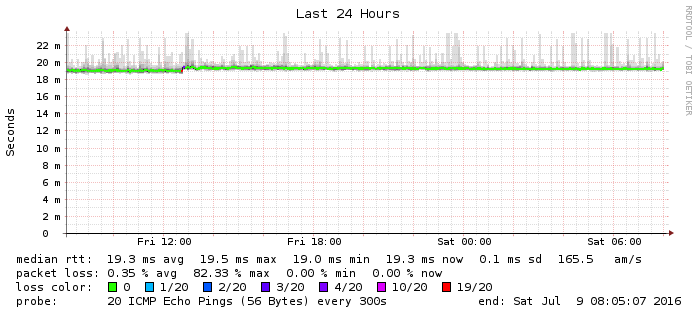 Last 24 Hours
RRDTOOL / TOBI OETIKER
Seconds
22 m
20 m
18 m
16 m
14 m
12 m
10 m
8 m
6 m
4 m
2 m
0
Fri 12:00 Fri 18:00 Sat 00:00 Sat 06:00
median rtt: 19.3 ms avg 19.5 ms max 19.0 ms min 19.3 ms now 0.1 ms sd 165.5 am/s
packet loss: 0.35 % avg 82.33 % max 0.00 % min 0.00 % now
loss color: 0 1/20 2/20 3/20 4/20 10/20 19/20
probe: 20 ICMP Echo Pings (56 Bytes) every 300s end: Sat Jul 9 08:05:07 2016